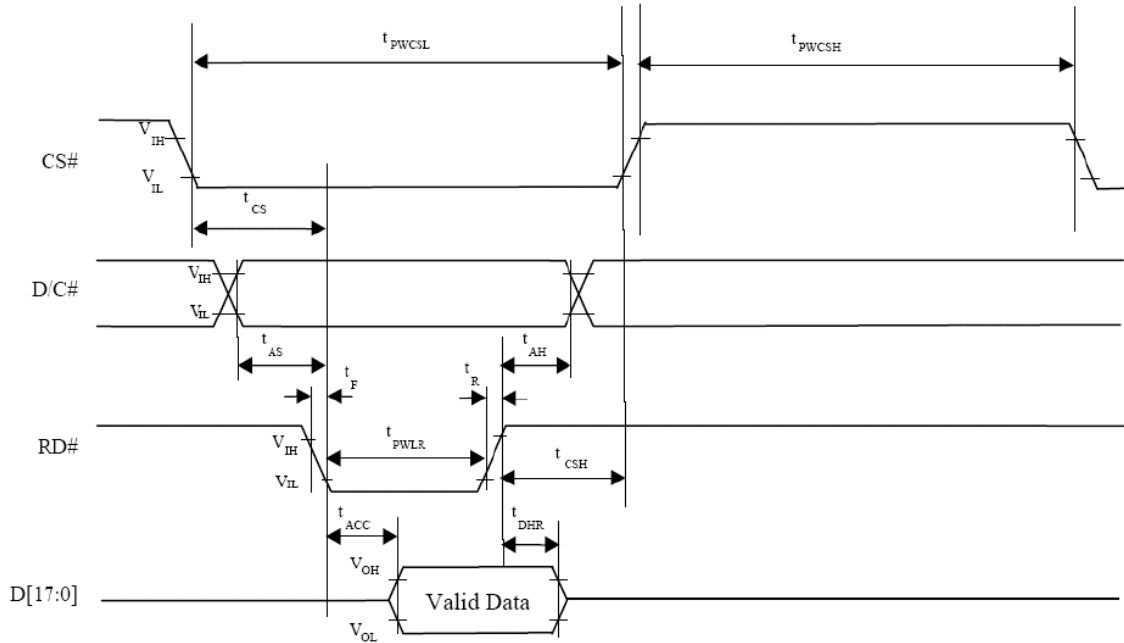 t PWCSL
t PWCSH
V IH
CS#
V IL
t CS
V IH
D/C#
V IL
t AS
t AH
t F
t R
V IH
RD#
t PWLR
V IL
t CSH
t ACC
t DHR
V OH
D[17:0]
Valid Data
V OL